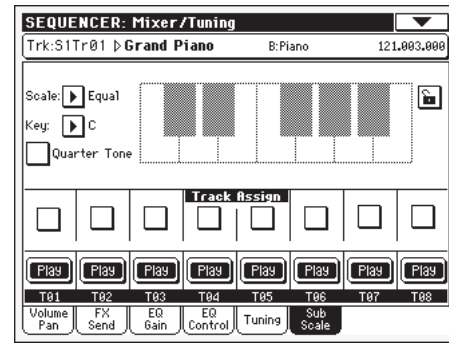 SEQUENCER: Mixer/Tuning
Trk:S1Tr01 ▷Grand Piano B:Piano 121.003.000
Scale: Equal
Key: C
Quarter Tone
Track Assign
Play Play Play Play Play Play Play Play
T01 T02 T03 T04 T05 T06 T07 T08
Volume Pan FX Send EQ Gain EQ Control Tuning Sub Scale